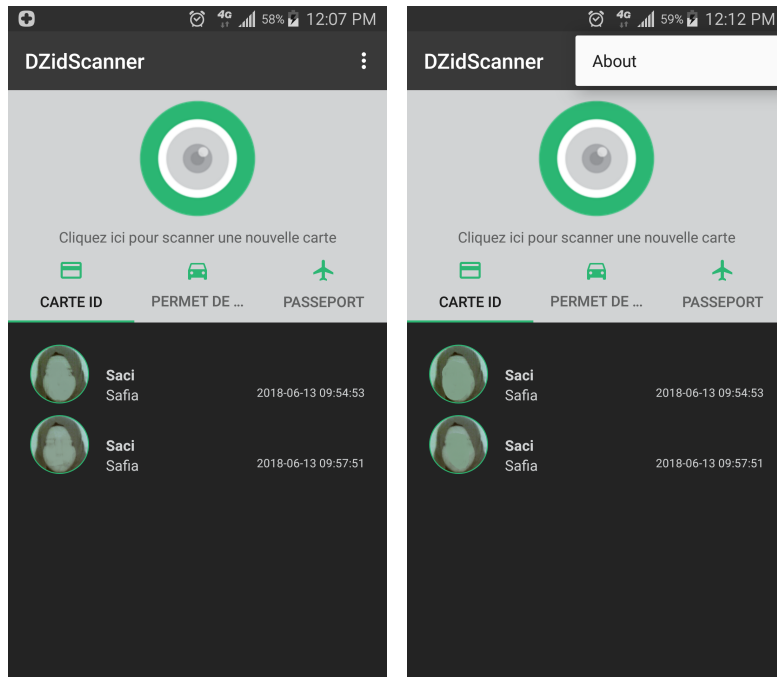 4G 58% 12:07 PM
DZidScanner
Cliquez ici pour scanner une nouvelle carte
CARTE ID PERMET DE ... PASSEPORT
Saci
Safia 2018-06-13 09:54:53
Saci
Safia 2018-06-13 09:57:51
4G 59% 12:12 PM
DZidScanner About
Cliquez ici pour scanner une nouvelle carte
CARTE ID PERMET DE ... PASSEPORT
Saci
Safia 2018-06-13 09:54:53
Saci
Safia 2018-06-13 09:57:51